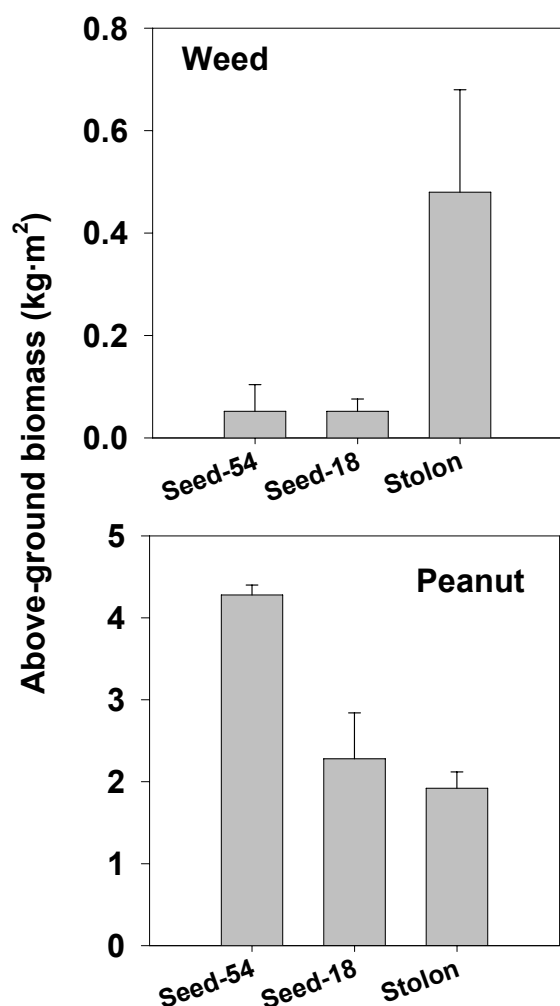 Above-ground biomass (kg·m²)
0.8
0.6
0.4
0.2
0.0
Weed
Seed-54
Seed-18
Stolon
5
4
3
2
1
0
Peanut
Seed-54
Seed-18
Stolon